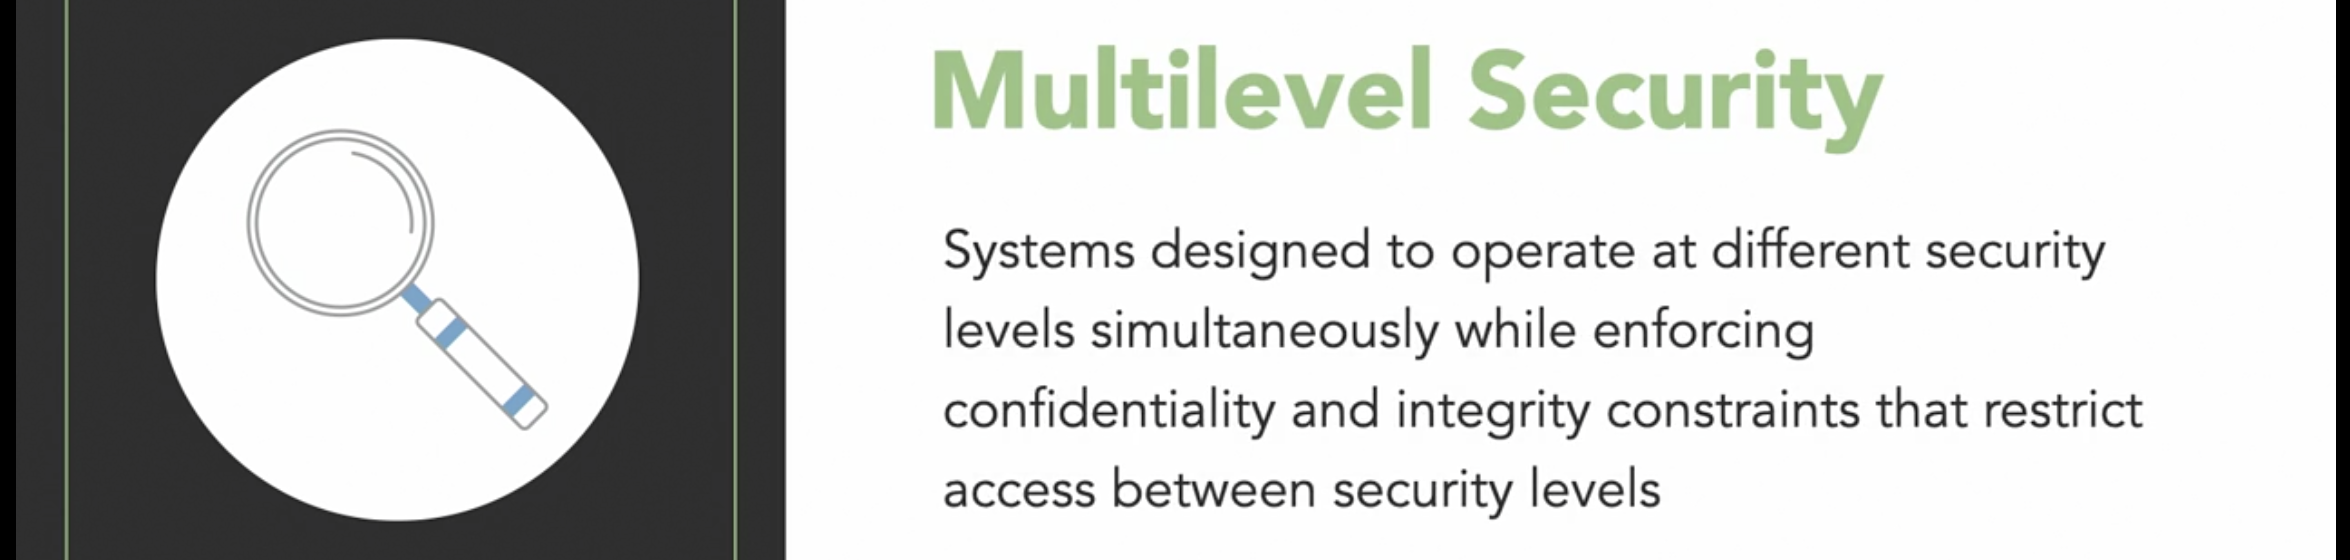 Multilevel Security
Systems designed to operate at different security
levels simultaneously while enforcing
confidentiality and integrity constraints that restrict
access between security levels